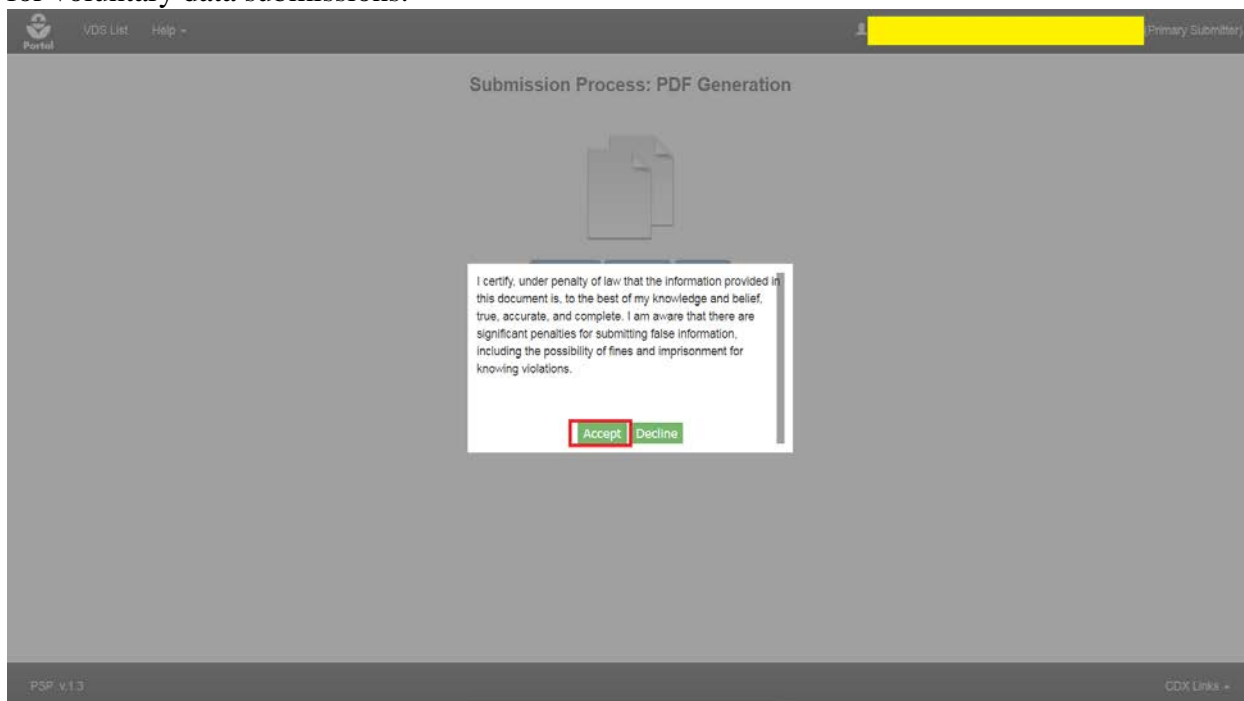 for voluntary data submissions.
Portal VDS List Help (Primary Submitter)
Submission Process: PDF Generation
I certify, under penalty of law that the information provided in
this document is, to the best of my knowledge and belief,
true, accurate, and complete. I am aware that there are
significant penalties for submitting false information,
including the possibility of fines and imprisonment for
knowing violations.
Accept Decline
PSP v.1.3 CDX Links